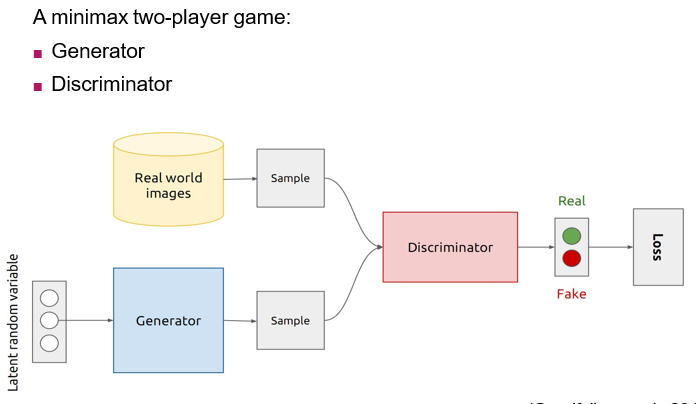 A minimax two-player game:
Generator
Discriminator
Real world
images
Sample
Discriminator
Real
Fake
Loss
Latent random variable
Generator
Sample